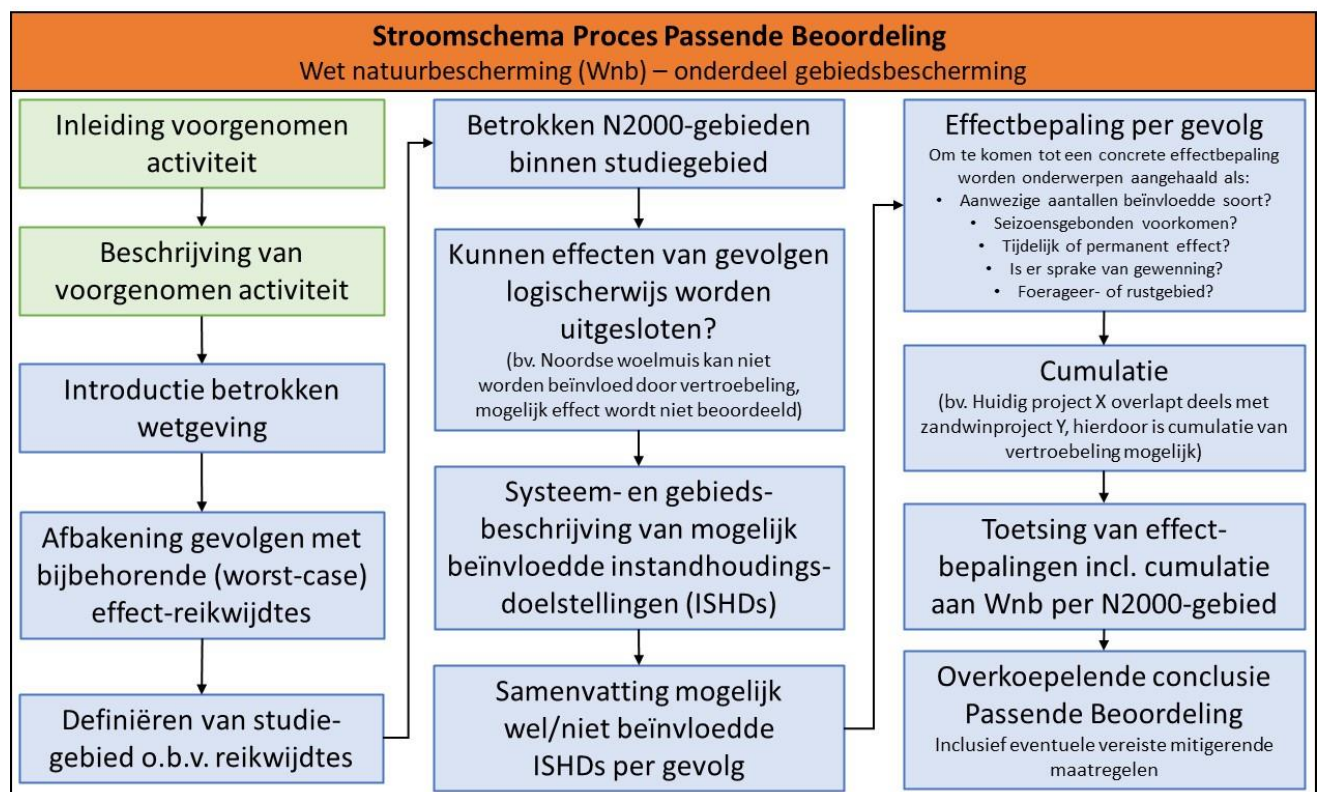 Stroomschema Proces Passende Beoordeling
Wet natuurbescherming (Wnb) – onderdeel gebiedsbescherming
Inleiding voorgenomen
activiteit
Beschrijving van
voorgenomen activiteit
Introductie betrokken
wetgeving
Afbakening gevolgen met
bijbehorende (worst-case)
effect-reikwijdtes
Definiëren van studie-
gebied o.b.v. reikwijdtes
Betrokken N2000-gebieden
binnen studiegebied
Kunnen effecten van gevolgen
logischerwijs worden
uitgesloten?
(bv. Noordse woelmuis kan niet
worden beïnvloed door vertroebeling,
mogelijk effect wordt niet beoordeeld)
Systeem- en gebieds-
beschrijving van mogelijk
beïnvloedde instandhoudings-
doelstellingen (ISHDs)
Samenvatting mogelijk
wel/niet beïnvloedde
ISHDs per gevolg
Effectbepaling per gevolg
Om te komen tot een concrete effectbepaling
worden onderwerpen aangehaald als:
• Aanwezige aantallen beïnvloedde soort?
• Seizoensgebonden voorkomen?
• Tijdelijk of permanent effect?
• Is er sprake van gewenning?
• Foerageer- of rustgebied?
Cumulatie
(bv. Huidig project X overlapt deels met
zandwinproject Y, hierdoor is cumulatie van
vertroebeling mogelijk)
Toetsing van effect-
bepalingen incl. cumulatie
aan Wnb per N2000-gebied
Overkoepelende conclusie
Passende Beoordeling
Inclusief eventuele vereiste mitigerende
maatregelen